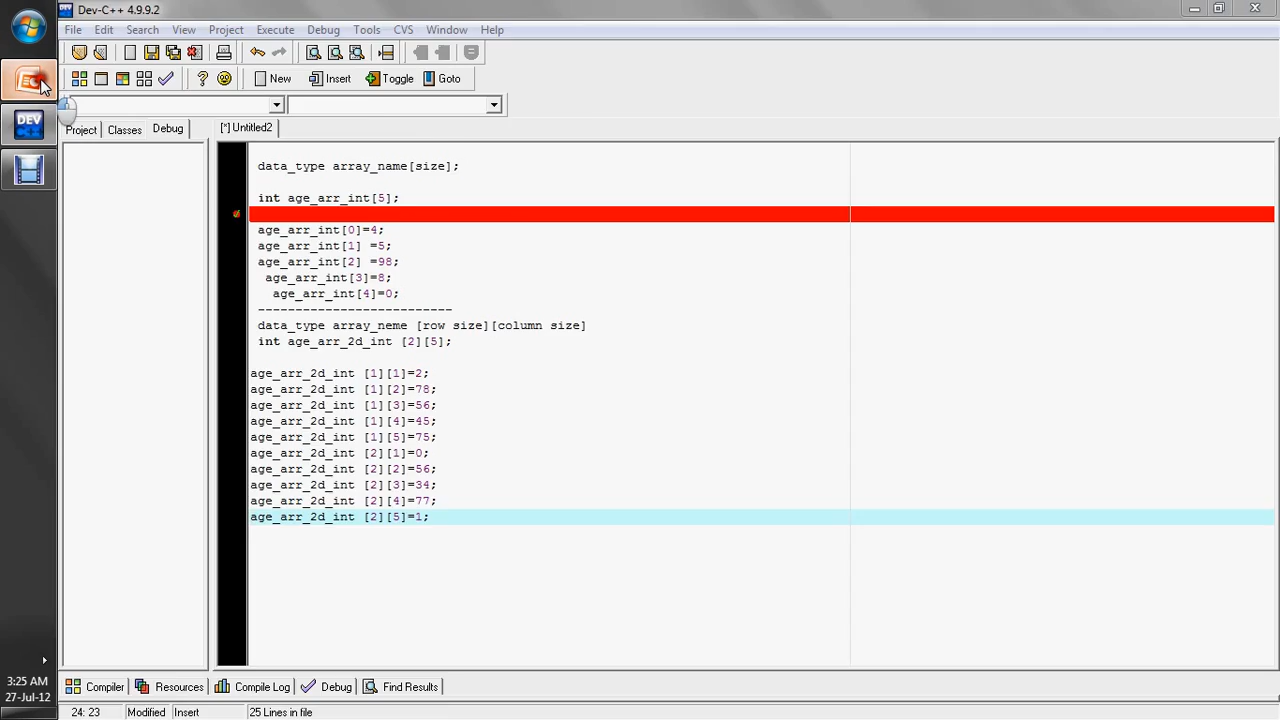 Dev-C++ 4.9.9.2
File Edit Search View Project Execute Debug Tools CVS Window Help
New Insert Toggle Goto
DEV
Project Classes Debug [*] Untitled2
data_type array_name[size];
int age_arr_int[5];
age_arr_int[0]=4;
age_arr_int[1] =5;
age_arr_int[2] =98;
age_arr_int[3]=8;
age_arr_int[4]=0;
--------------------------
data_type array_neme [row size][column size]
int age_arr_2d_int [2][5];
age_arr_2d_int [1][1]=2;
age_arr_2d_int [1][2]=78;
age_arr_2d_int [1][3]=56;
age_arr_2d_int [1][4]=45;
age_arr_2d_int [1][5]=75;
age_arr_2d_int [2][1]=0;
age_arr_2d_int [2][2]=56;
age_arr_2d_int [2][3]=34;
age_arr_2d_int [2][4]=77;
age_arr_2d_int [2][5]=1;
Compiler Resources Compile Log Debug Find Results
3:25 AM
27-Jul-12
24: 23 Modified Insert 25 Lines in file